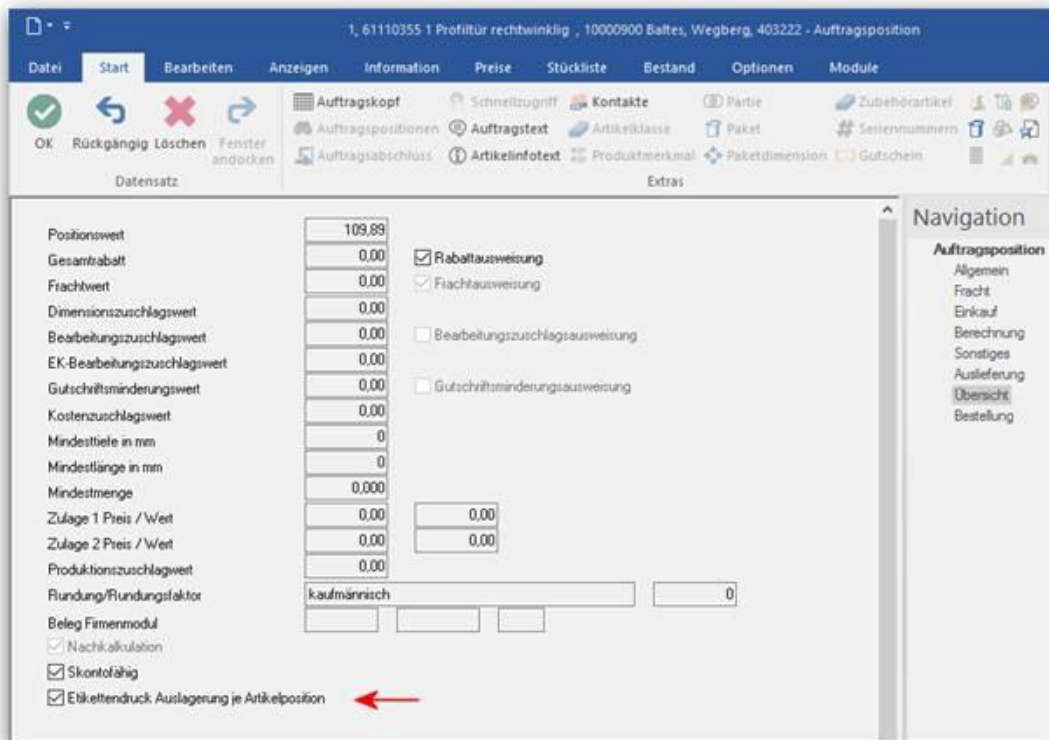 1, 61110355 1 Profiltür rechtwinklig , 10000900 Baltes, Wegberg, 403222 - Auftragsposition
Datei Start Bearbeiten Anzeigen Information Preise Stückliste Bestand Optionen Module
OK Rückgängig Löschen Fenster andocken
Datensatz
Auftragskopf Schnellzugriff Kontakte Partie Zubehörartikel
Auftragspositionen Auftragstext Artikelklasse Paket Seriennummern
Auftragsabschluss Artikelinfotext Produktmerkmal Paketdimension Gutschein
Extras
Positionswert 109,89
Gesamtrabatt 0,00 Rabattausweisung
Frachtwert 0,00 Frachtausweisung
Dimensionszuschlagswert 0,00
Bearbeitungszuschlagswert 0,00 Bearbeitungszuschlagsausweisung
EK-Bearbeitungszuschlagswert 0,00
Gutschriftsminderungswert 0,00 Gutschriftsminderungsausweisung
Kostenzuschlagswert 0,00
Mindesttiefe in mm 0
Mindestlänge in mm 0
Mindestmenge 0,000
Zulage 1 Preis / Wert 0,00 0,00
Zulage 2 Preis / Wert 0,00 0,00
Produktionszuschlagwert 0,00
Rundung/Rundungsfaktor kaufmännisch 0
Beleg Firmenmodul
Nachkalkulation
Skontofähig
Etikettendruck Auslagerung je Artikelposition
Navigation
Auftragsposition
Allgemein
Fracht
Einkauf
Berechnung
Sonstiges
Auslieferung
Übersicht
Bestellung